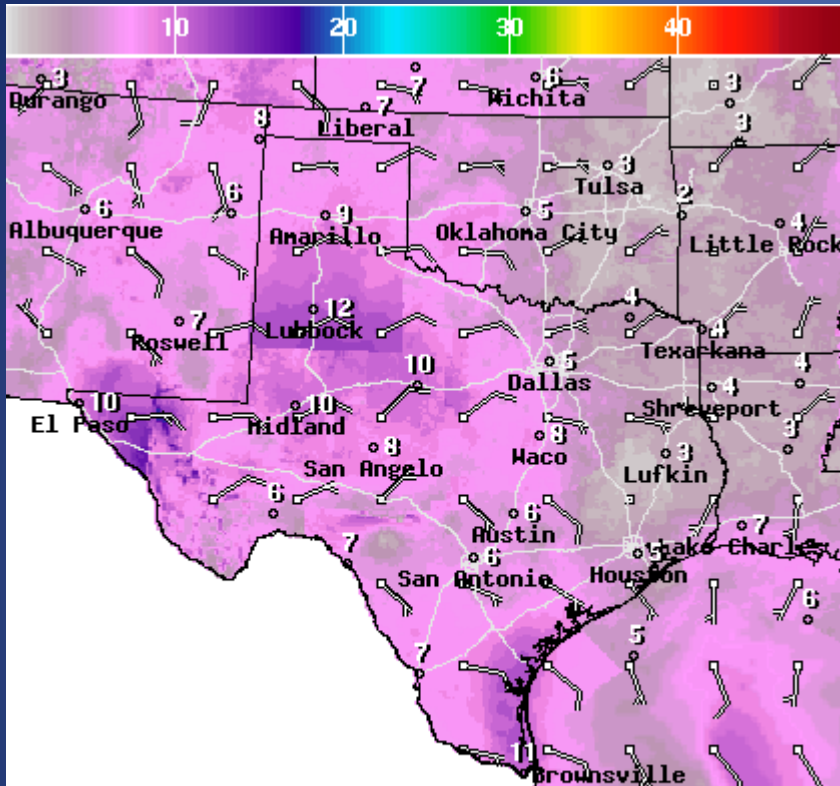 10 20 30 40
3 7 6 3
Durango Wichita
8 7
Liberal
3
3
Tulsa
6 6 9 5 2 4
Albuquerque Amarillo Oklahoma City Little Rock
12 4
7 Lubbock 4
Roswell Texarkana
5
10 Dallas 4 4
10 10 Shreveport
El Paso Midland
8 8 3 3
San Angelo Waco Lufkin
6 6 7
Austin Lake Charles
7 6 5
San Antonio Houston
6
5
7
11
Brownsville